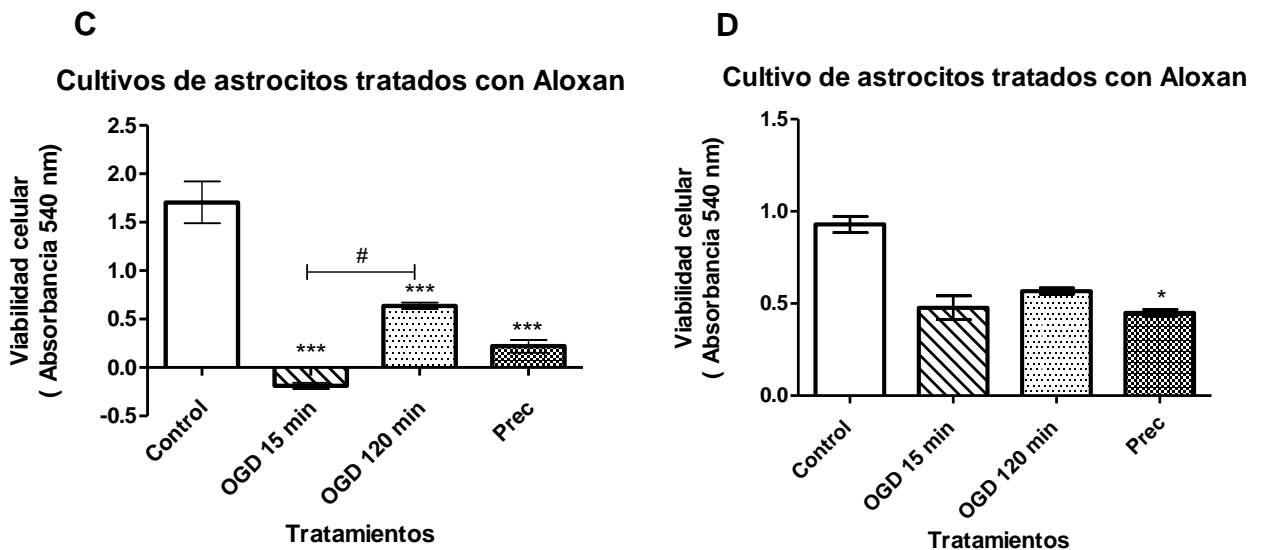 C
Cultivos de astrocitos tratados con Aloxan
Viabilidad celular
( Absorbancia 540 nm)
2.5
2.0
1.5
1.0
0.5
0.0
-0.5
#
***
***
***
Control
OGD 15 min
OGD 120 min
Prec
Tratamientos
D
Cultivo de astrocitos tratados con Aloxan
Viabilidad celular
( Absorbancia 540 nm)
1.5
1.0
0.5
0.0
*
Control
OGD 15 min
OGD 120 min
Prec
Tratamientos